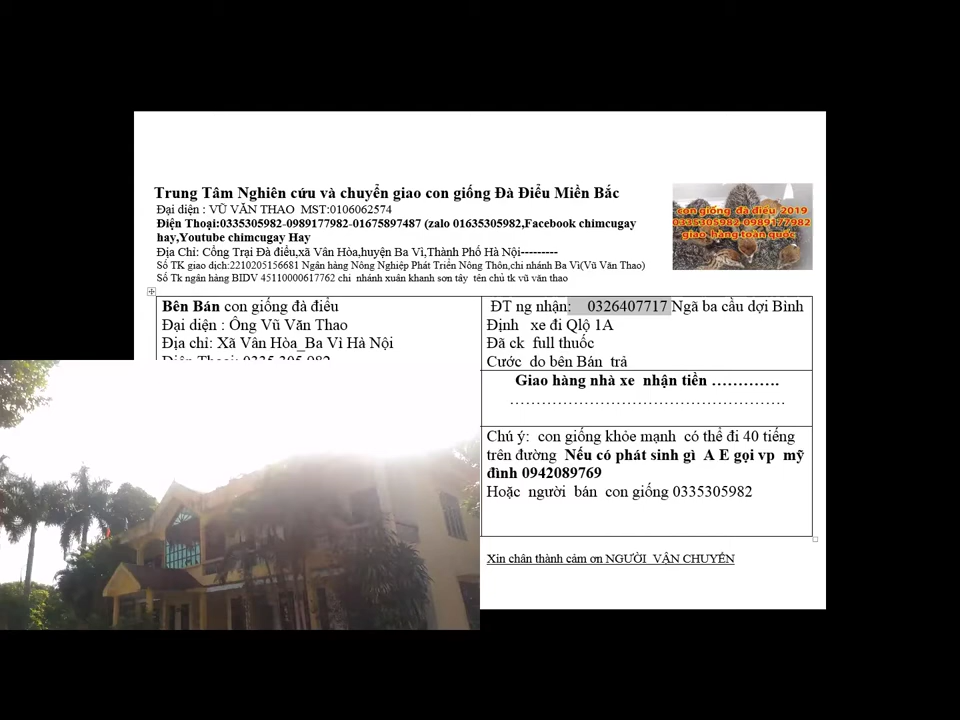 Trung Tâm Nghiên cứu và chuyển giao con giống Đà Điểu Miền Bắc
Đại diện : VŨ VĂN THAO MST:0106062574
Điện Thoại:0335305982-0989177982-01675897487 (zalo 01635305982,Facebook chimcugay
hay,Youtube chimcugay Hay
Địa Chỉ: Cổng Trại Đà điểu,xã Vân Hòa,huyện Ba Vì,Thành Phố Hà Nội---------
Số TK giao dịch:2210205156681 Ngân hàng Nông Nghiệp Phát Triển Nông Thôn,chi nhánh Ba Vì(Vũ Văn Thao)
Số Tk ngân hàng BIDV 45110000617762 chi nhánh xuân khanh sơn tây tên chủ tk vũ văn thao
con giống đà điểu 2019
0335305982-0989177982
giao hàng toàn quốc
Bên Bán con giống đà điểu
Đại diện : Ông Vũ Văn Thao
Địa chỉ: Xã Vân Hòa_Ba Vì Hà Nội
Điện Thoại: 0335.305.982
ĐT ng nhận: 0326407717 Ngã ba cầu dợi Bình
Định xe đi Qlộ 1A
Đã ck full thuốc
Cước do bên Bán trả
Giao hàng nhà xe nhận tiền ………….
…………………………………………….
Chú ý: con giống khỏe mạnh có thể đi 40 tiếng
trên đường Nếu có phát sinh gì A E gọi vp mỹ
đình 0942089769
Hoặc người bán con giống 0335305982
Xin chân thành cám ơn NGƯỜI VẬN CHUYỂN